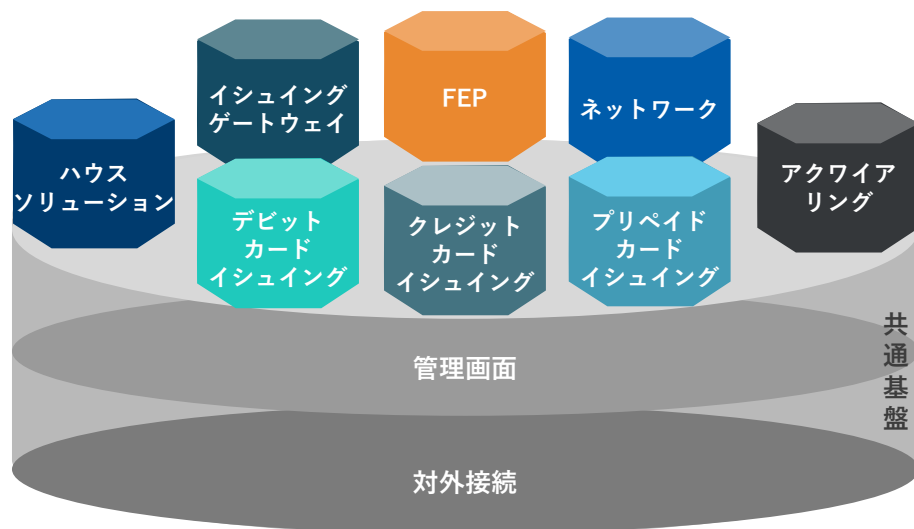 イシュイング
ゲートウェイ
FEP
ネットワーク
ハウス
ソリューション
アクワイア
リング
デビット
カード
イシュイング
クレジット
カード
イシュイング
プリペイド
カード
イシュイング
共通基盤
管理画面
対外接続